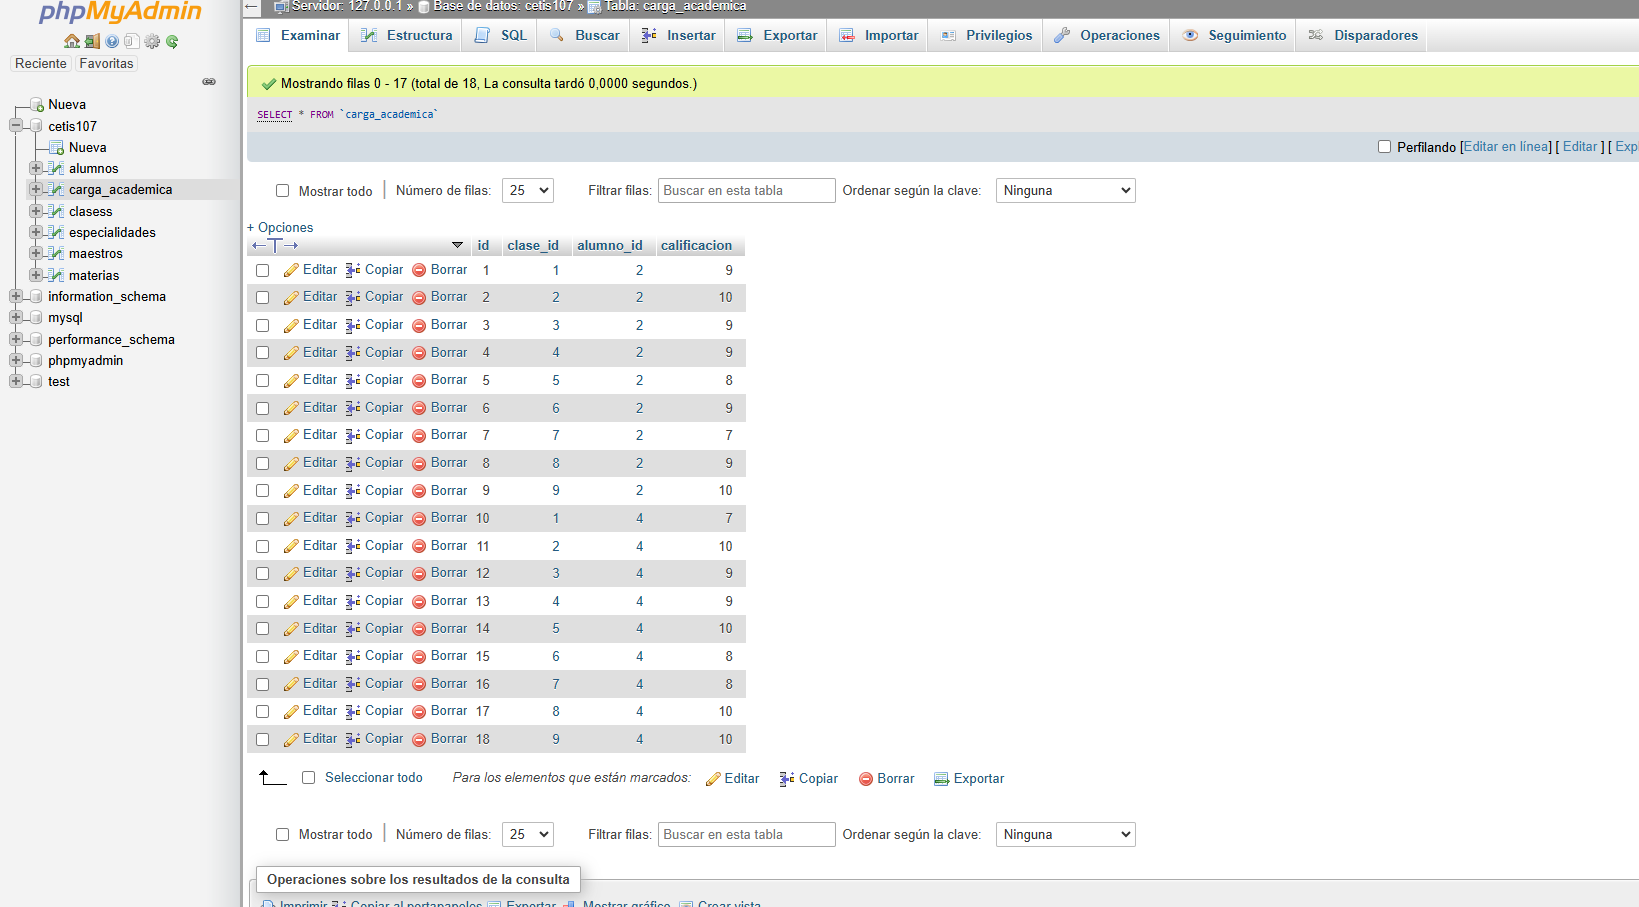 phpMyAdmin
Reciente Favoritas
Nueva
cetis107
Nueva
alumnos
carga_academica
clasess
especialidades
maestros
materias
information_schema
mysql
performance_schema
phpmyadmin
test
Servidor: 127.0.0.1 » Base de datos: cetis107 » Tabla: carga_academica
Examinar Estructura SQL Buscar Insertar Exportar Importar Privilegios Operaciones Seguimiento Disparadores
Mostrando filas 0 - 17 (total de 18, La consulta tardó 0,0000 segundos.)
SELECT * FROM `carga_academica`
Perfilando [Editar en línea] [ Editar ] [ Exp
Mostrar todo Número de filas: 25 Filtrar filas: Buscar en esta tabla Ordenar según la clave: Ninguna
+ Opciones
←T→ id clase_id alumno_id calificacion
Editar Copiar Borrar 1 1 2 9
Editar Copiar Borrar 2 2 2 10
Editar Copiar Borrar 3 3 2 9
Editar Copiar Borrar 4 4 2 9
Editar Copiar Borrar 5 5 2 8
Editar Copiar Borrar 6 6 2 9
Editar Copiar Borrar 7 7 2 7
Editar Copiar Borrar 8 8 2 9
Editar Copiar Borrar 9 9 2 10
Editar Copiar Borrar 10 1 4 7
Editar Copiar Borrar 11 2 4 10
Editar Copiar Borrar 12 3 4 9
Editar Copiar Borrar 13 4 4 9
Editar Copiar Borrar 14 5 4 10
Editar Copiar Borrar 15 6 4 8
Editar Copiar Borrar 16 7 4 8
Editar Copiar Borrar 17 8 4 10
Editar Copiar Borrar 18 9 4 10
Seleccionar todo Para los elementos que están marcados: Editar Copiar Borrar Exportar
Mostrar todo Número de filas: 25 Filtrar filas: Buscar en esta tabla Ordenar según la clave: Ninguna
Operaciones sobre los resultados de la consulta
Imprimir Copiar al portapapeles Exportar Mostrar gráfico Crear vista